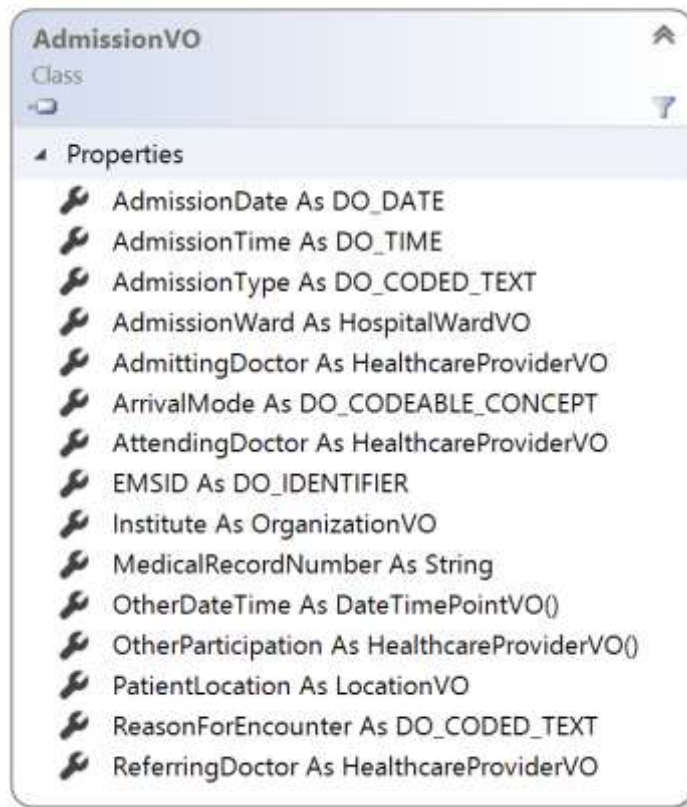 AdmissionVO
Class
Properties
AdmissionDate As DO_DATE
AdmissionTime As DO_TIME
AdmissionType As DO_CODED_TEXT
AdmissionWard As HospitalWardVO
AdmittingDoctor As HealthcareProviderVO
ArrivalMode As DO_CODEABLE_CONCEPT
AttendingDoctor As HealthcareProviderVO
EMSID As DO_IDENTIFIER
Institute As OrganizationVO
MedicalRecordNumber As String
OtherDateTime As DateTimePointVO()
OtherParticipation As HealthcareProviderVO()
PatientLocation As LocationVO
ReasonForEncounter As DO_CODED_TEXT
ReferringDoctor As HealthcareProviderVO